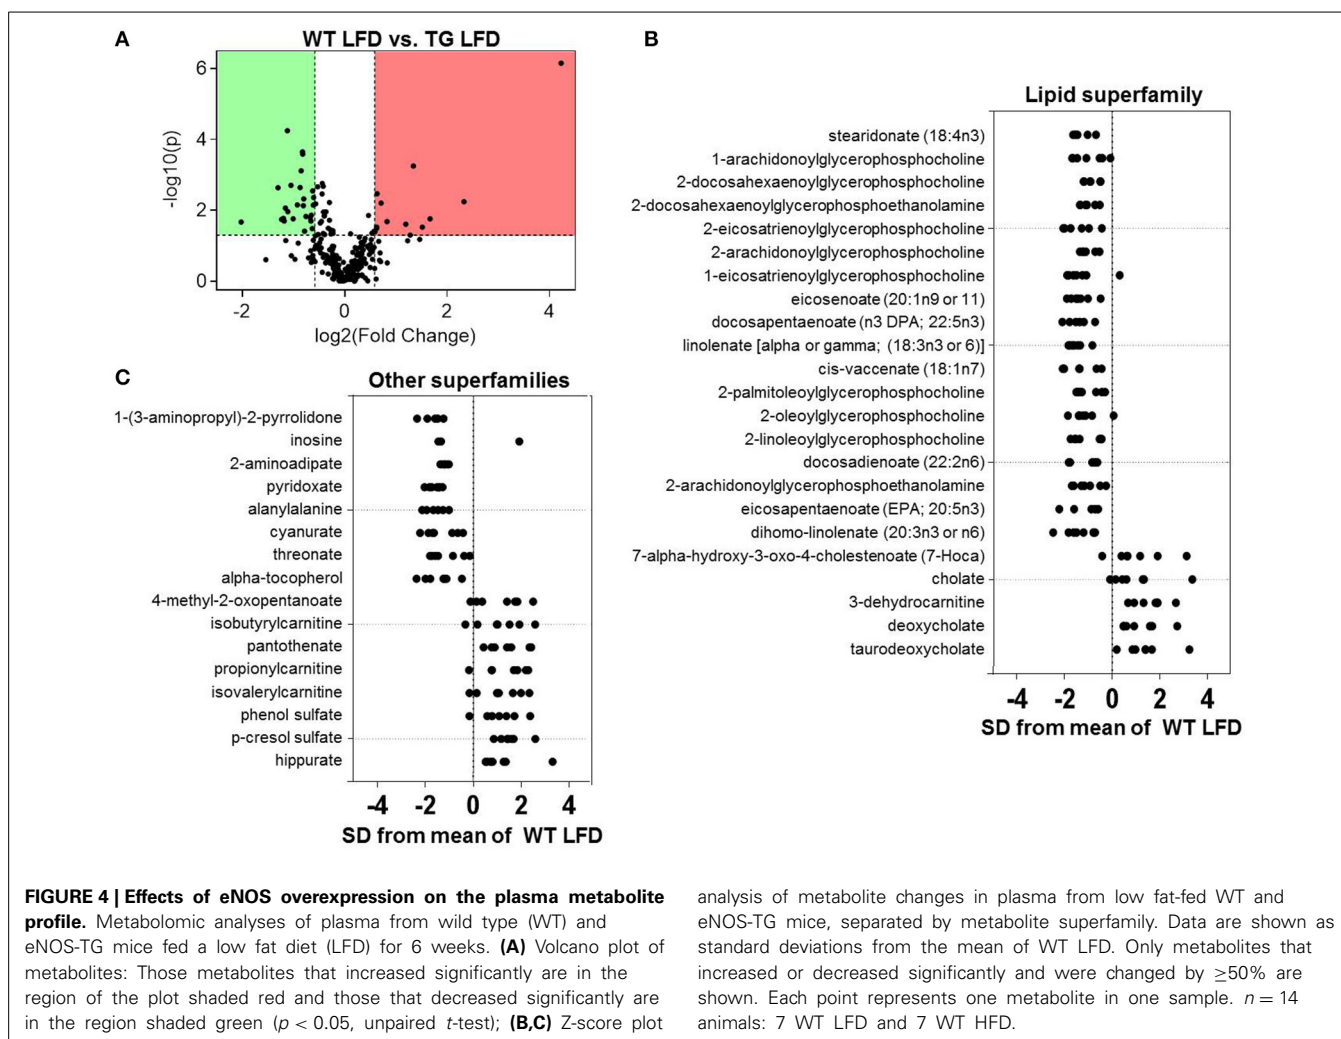 A
WT LFD vs. TG LFD
-log10(p)
6
4
2
0
-2
0
2
4
log2(Fold Change)
B
Lipid superfamily
stearidonate (18:4n3)
1-arachidonoylglycerophosphocholine
2-docosahexaenoylglycerophosphocholine
2-docosahexaenoylglycerophosphoethanolamine
2-eicosatrienoylglycerophosphocholine
2-arachidonoylglycerophosphocholine
1-eicosatrienoylglycerophosphocholine
eicosenoate (20:1n9 or 11)
docosapentaenoate (n3 DPA; 22:5n3)
linolenate [alpha or gamma; (18:3n3 or 6)]
cis-vaccenate (18:1n7)
2-palmitoleoylglycerophosphocholine
2-oleoylglycerophosphocholine
2-linoleoylglycerophosphocholine
docosadienoate (22:2n6)
2-arachidonoylglycerophosphoethanolamine
eicosapentaenoate (EPA; 20:5n3)
dihomo-linolenate (20:3n3 or n6)
7-alpha-hydroxy-3-oxo-4-cholestenoate (7-Hoca)
cholate
3-dehydrocarnitine
deoxycholate
taurodeoxycholate
-4 -2 0 2 4
SD from mean of WT LFD
C
Other superfamilies
1-(3-aminopropyl)-2-pyrrolidone
inosine
2-aminoadipate
pyridoxate
alanylalanine
cyanurate
threonate
alpha-tocopherol
4-methyl-2-oxopentanoate
isobutyrylcarnitine
pantothenate
propionylcarnitine
isovalerylcarnitine
phenol sulfate
p-cresol sulfate
hippurate
-4 -2 0 2 4
SD from mean of WT LFD
FIGURE 4 | Effects of eNOS overexpression on the plasma metabolite
profile. Metabolomic analyses of plasma from wild type (WT) and
eNOS-TG mice fed a low fat diet (LFD) for 6 weeks. (A) Volcano plot of
metabolites: Those metabolites that increased significantly are in the
region of the plot shaded red and those that decreased significantly are
in the region shaded green (p < 0.05, unpaired t-test); (B,C) Z-score plot
analysis of metabolite changes in plasma from low fat-fed WT and
eNOS-TG mice, separated by metabolite superfamily. Data are shown as
standard deviations from the mean of WT LFD. Only metabolites that
increased or decreased significantly and were changed by ≥50% are
shown. Each point represents one metabolite in one sample. n = 14
animals: 7 WT LFD and 7 WT HFD.